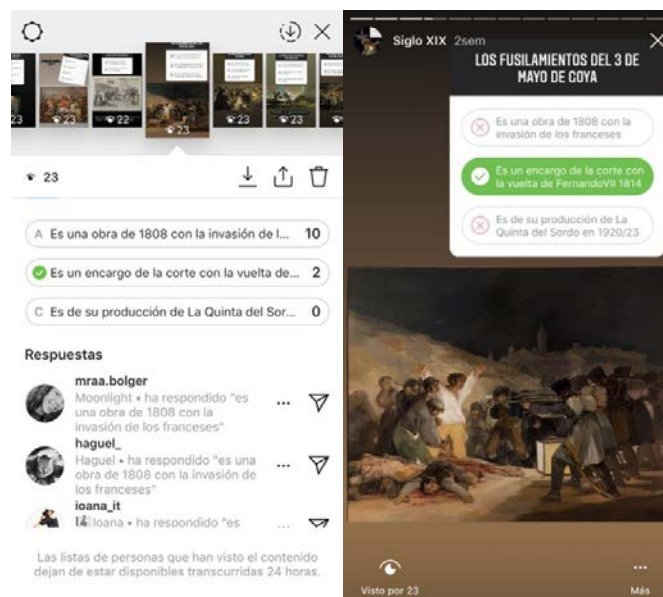 23
23
22
23
23
23
23
23
A Es una obra de 1808 con la invasión de l... 10
Es un encargo de la corte con la vuelta de... 2
C Es de su producción de La Quinta del Sor... 0
Respuestas
mraa.bolger
Moonlight • ha respondido "es
una obra de 1808 con la
invasión de los franceses"
haguel_
Haguel • ha respondido "es una
obra de 1808 con la invasión de
los franceses"
ioana_it
Ioana • ha respondido "es
Las listas de personas que han visto el contenido
dejan de estar disponibles transcurridas 24 horas.
Siglo XIX 2sem
LOS FUSILAMIENTOS DEL 3 DE
MAYO DE GOYA
Es una obra de 1808 con la
invasión de los franceses
Es un encargo de la corte con
la vuelta de FernandoVII 1814
Es de su producción de La
Quinta del Sordo en 1920/23
Visto por 23
Más